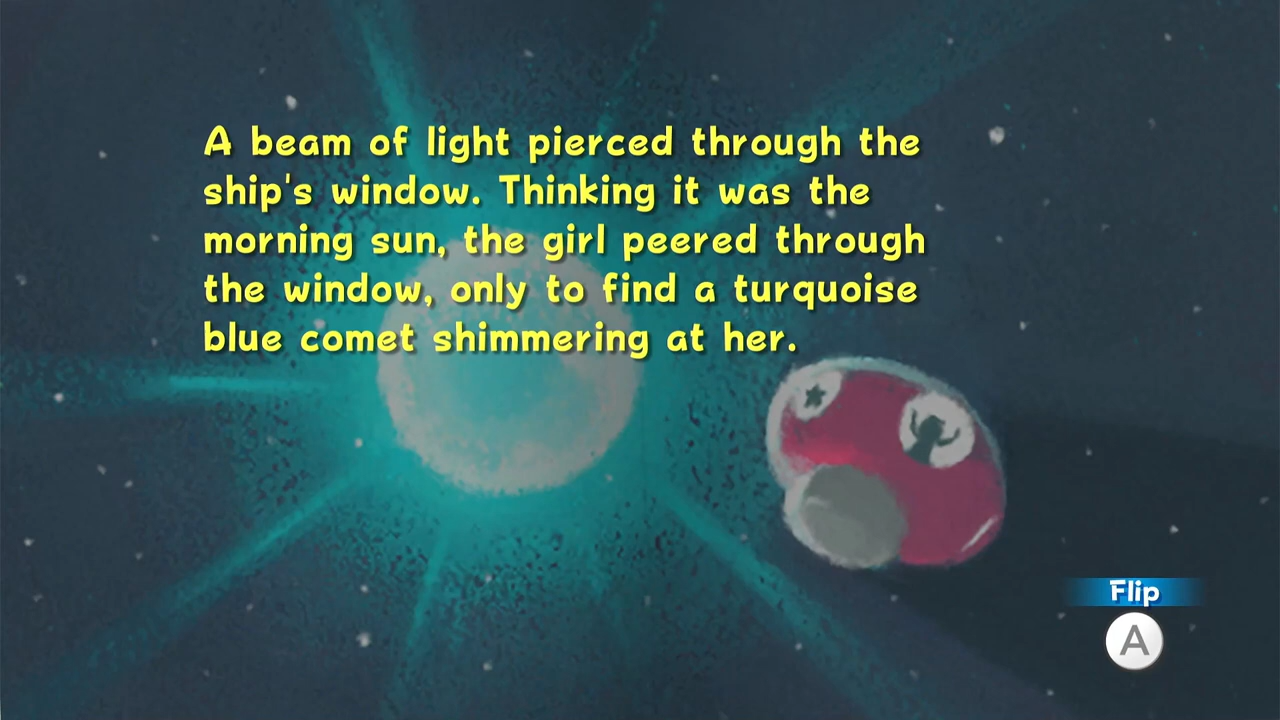 A beam of light pierced through the
ship's window. Thinking it was the
morning sun, the girl peered through
the window, only to find a turquoise
blue comet shimmering at her.
Flip
A